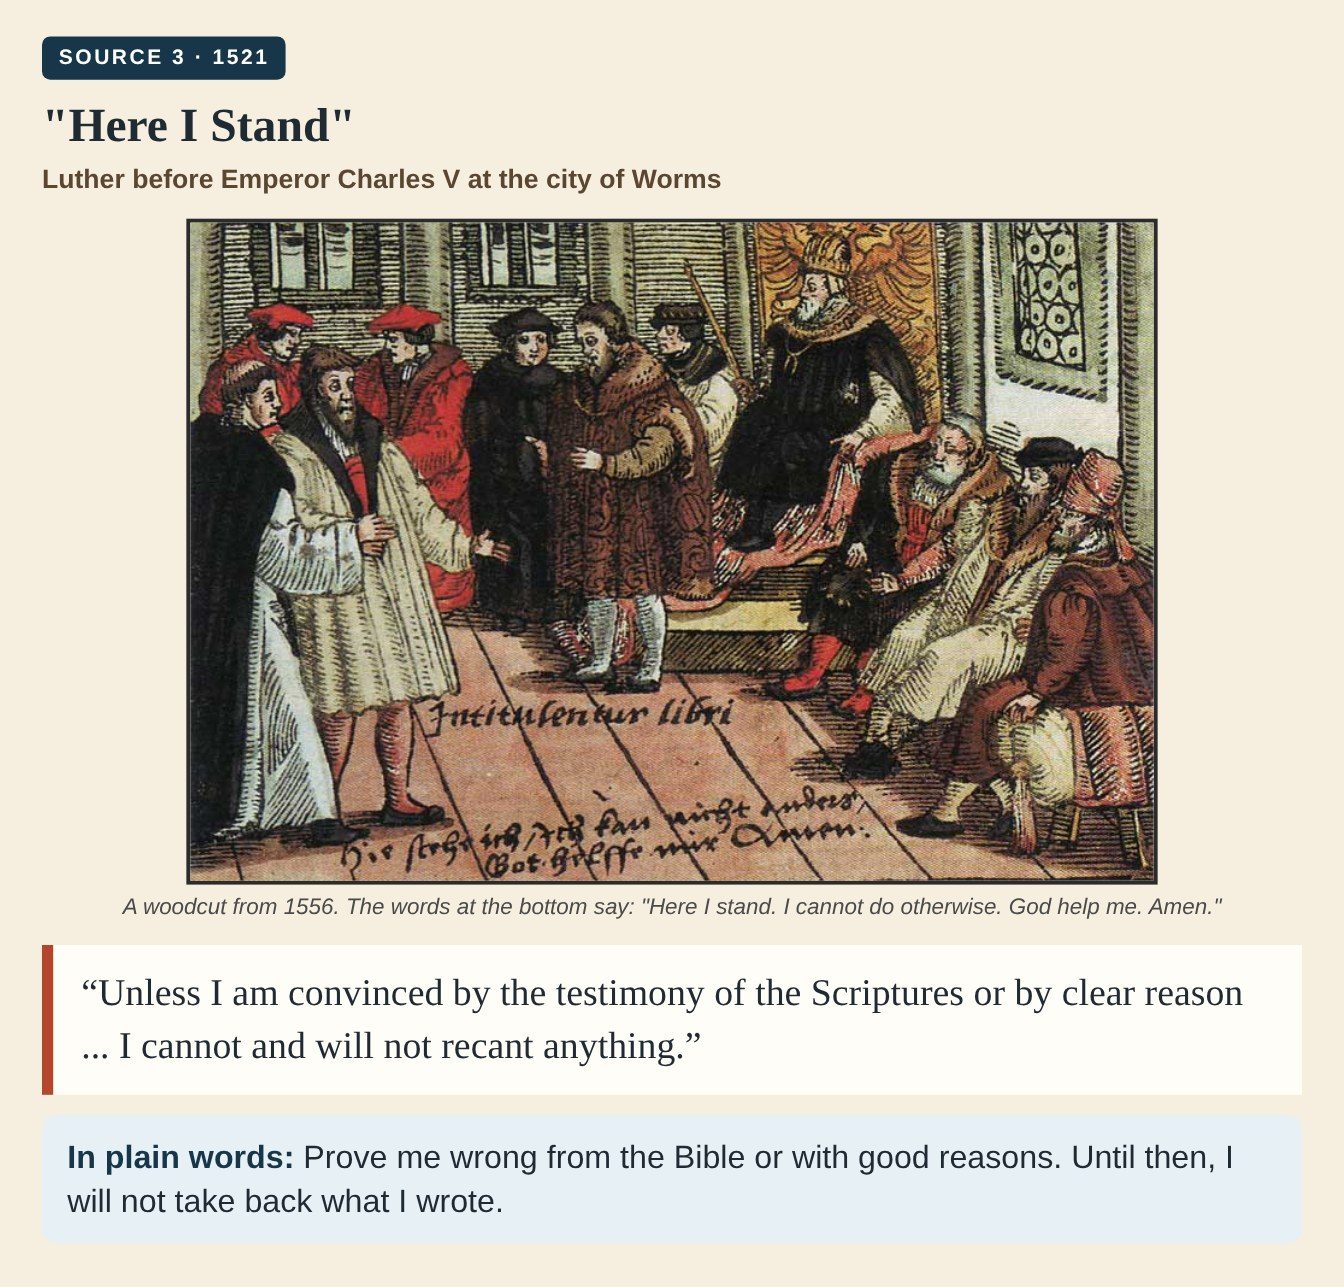 SOURCE 3 · 1521
"Here I Stand"
Luther before Emperor Charles V at the city of Worms
Intitulentur libri
Hie stehe ich, Ich kan nicht anders,
Got helffe mir Amen.
A woodcut from 1556. The words at the bottom say: "Here I stand. I cannot do otherwise. God help me. Amen."
“Unless I am convinced by the testimony of the Scriptures or by clear reason
... I cannot and will not recant anything.”
In plain words: Prove me wrong from the Bible or with good reasons. Until then, I
will not take back what I wrote.